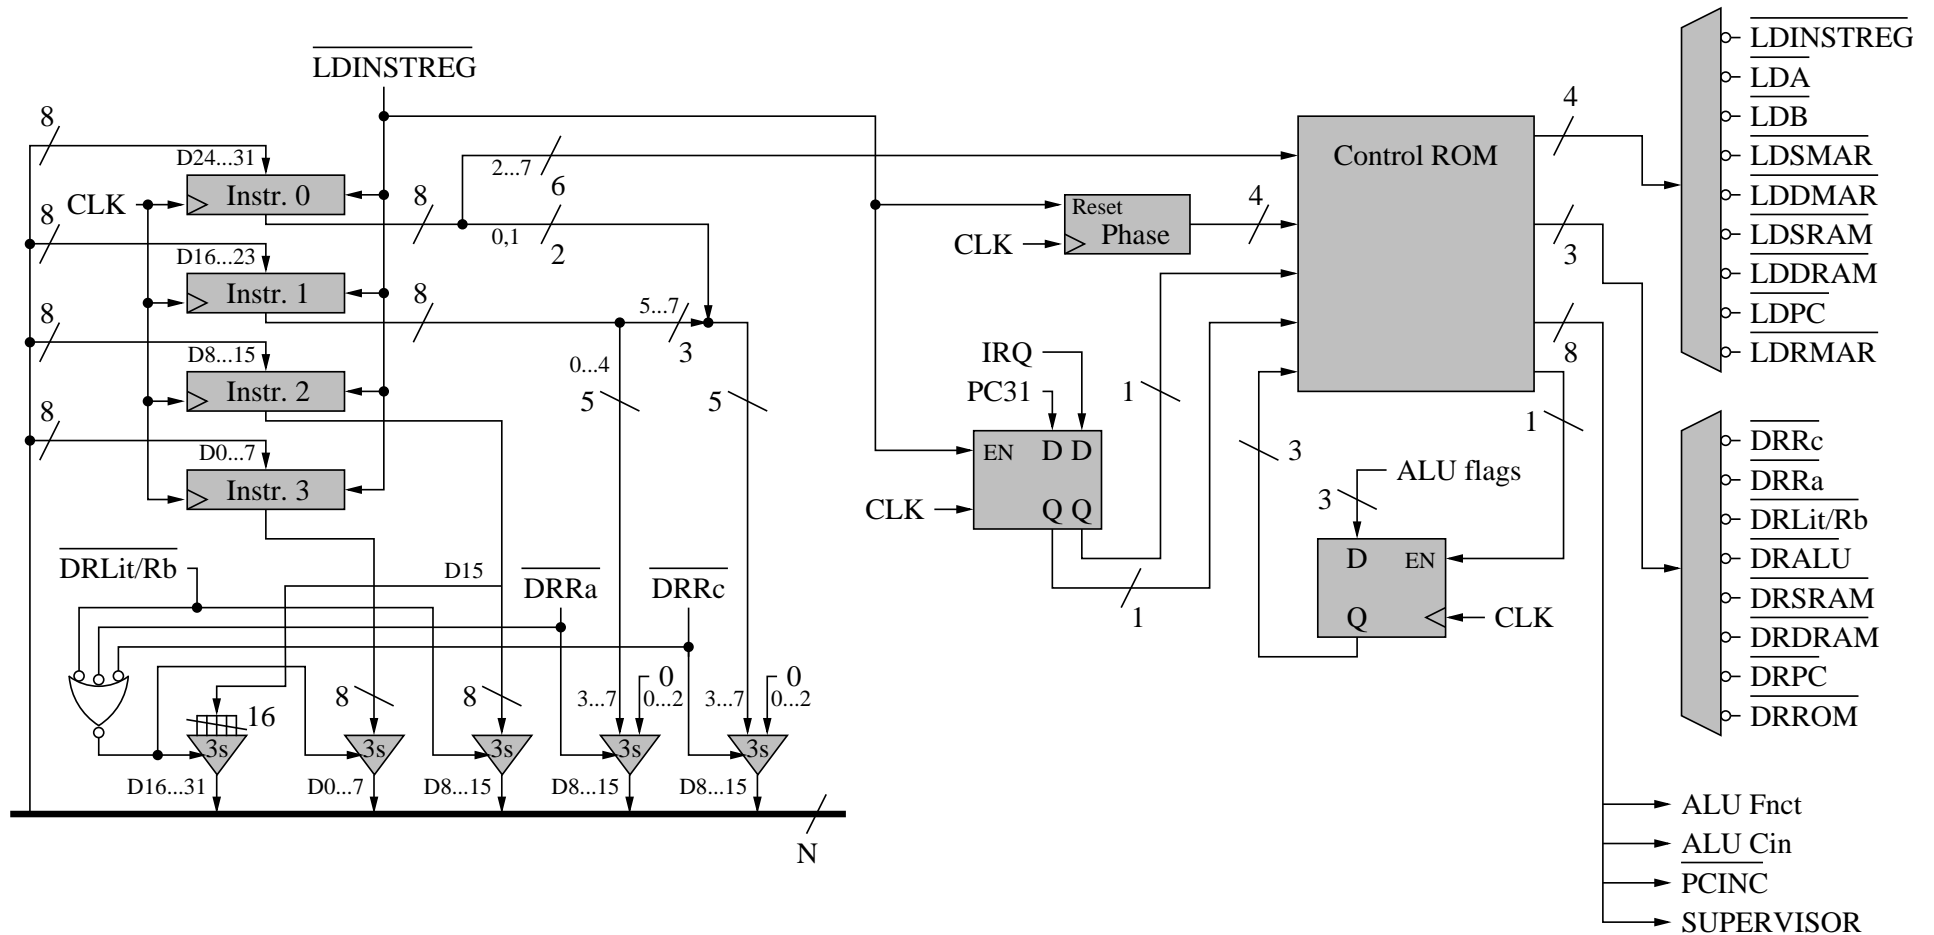 LDINSTREG
8
D24...31
Instr. 0
CLK
8
D16...23
Instr. 1
8
D8...15
Instr. 2
8
D0...7
Instr. 3
8
2...7
6
0,1
2
8
5...7
3
0...4
5
5
DRLit/Rb
D15
DRRa
DRRc
16
8
8
3...7
0
0...2
3...7
0
0...2
3s
3s
3s
3s
3s
D16...31
D0...7
D8...15
D8...15
D8...15
N
Reset
Phase
CLK
4
IRQ
PC31
EN
D D
Q Q
CLK
1
1
Control ROM
4
3
8
1
3
ALU flags
3
D
EN
Q
CLK
LDINSTREG
LDA
LDB
LDSMAR
LDDMAR
LDSRAM
LDDRAM
LDPC
LDRMAR
DRRc
DRRa
DRLit/Rb
DRALU
DRSRAM
DRDRAM
DRPC
DRROM
ALU Fnct
ALU Cin
PCINC
SUPERVISOR